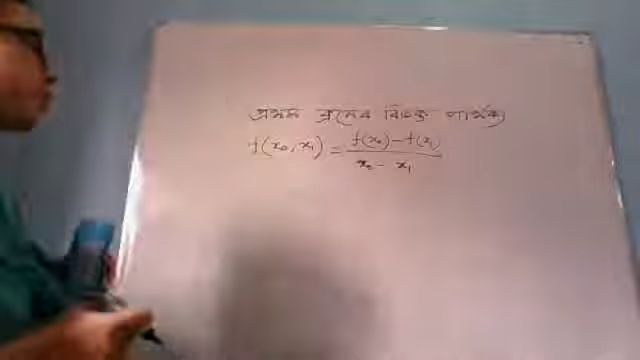 প্রথম ক্রমের বিভক্ত পার্থক্য
f(x₀, x₁) = f(x₀) - f(x₁) / x₀ - x₁